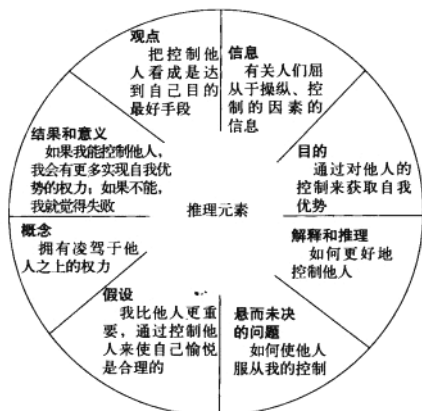 观点
把控制他
人看成是达
到自己目的
最好手段
信息
有关人们屈
从于操纵、控
制的因素的
信息
目的
通过对他人的
控制来获取自我
优势
解释和推理
如何更好地
控制他人
悬而未决
的问题
如何使他人
服从我的控制
假设
我比他人更重
要，通过控制他
人来使自己愉悦
是合理的
概念
拥有凌驾于他
人之上的权力
结果和意义
如果我能控制他人，
我会有更多实现自我优
势的权力；如果不能，
我就觉得失败
推理元素